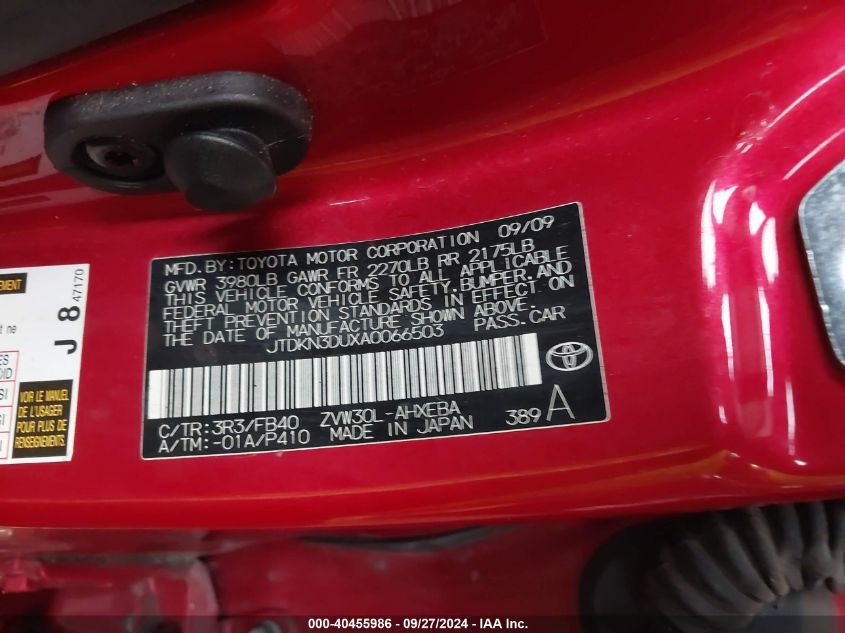 MFD. BY: TOYOTA MOTOR CORPORATION 09/09
GVWR 3980LB GAWR FR 2270LB RR 2175LB
THIS VEHICLE CONFORMS TO ALL APPLICABLE
FEDERAL MOTOR VEHICLE SAFETY, BUMPER, AND
THEFT PREVENTION STANDARDS IN EFFECT ON
THE DATE OF MANUFACTURE SHOWN ABOVE.
JTDKN3DUXA0066503 PASS. CAR
C/TR: 3R3/FB40 ZVW30L-AHXEBA
A/TM: -01A/P410 MADE IN JAPAN 389 A
J 8 47170
VOIR LE MANUEL
DE L'USAGER
POUR PLUS DE
RENSEIGNEMENTS
000-40455986 - 09/27/2024 - IAA Inc.